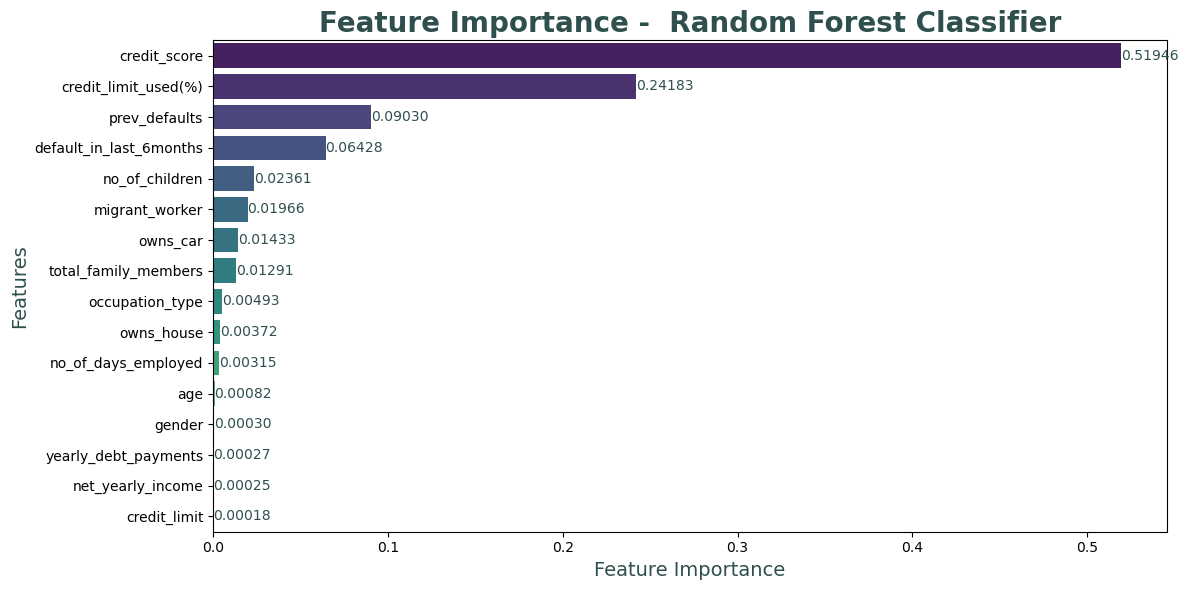 Feature Importance -  Random Forest Classifier
Features
credit_score 0.51946
credit_limit_used(%) 0.24183
prev_defaults 0.09030
default_in_last_6months 0.06428
no_of_children 0.02361
migrant_worker 0.01966
owns_car 0.01433
total_family_members 0.01291
occupation_type 0.00493
owns_house 0.00372
no_of_days_employed 0.00315
age 0.00082
gender 0.00030
yearly_debt_payments 0.00027
net_yearly_income 0.00025
credit_limit 0.00018
0.0 0.1 0.2 0.3 0.4 0.5
Feature Importance